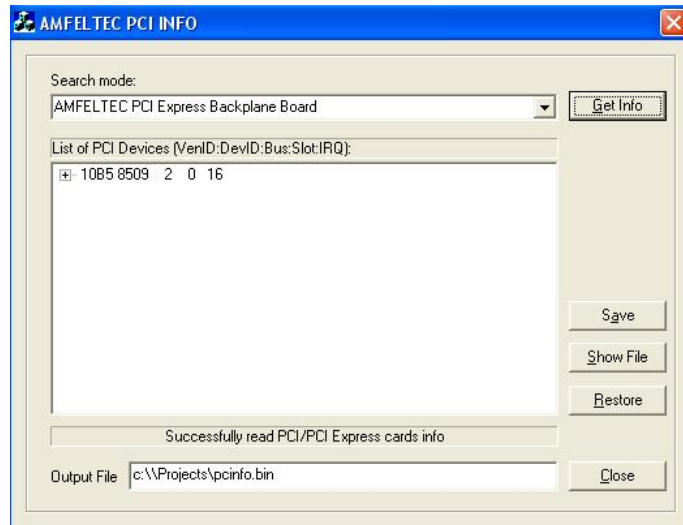 AMFELTEC PCI INFO
Search mode:
AMFELTEC PCI Express Backplane Board
Get Info
List of PCI Devices (VenID:DevID:Bus:Slot:IRQ):
10B5 8509 2 0 16
Save
Show File
Restore
Successfully read PCI/PCI Express cards info
Output File c:\\Projects\pcinfo.bin
Close